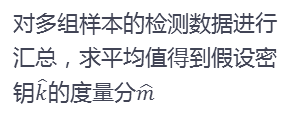 对多组样本的检测数据进行
汇总，求平均值得到假设密
钥k̂的度量分m̂